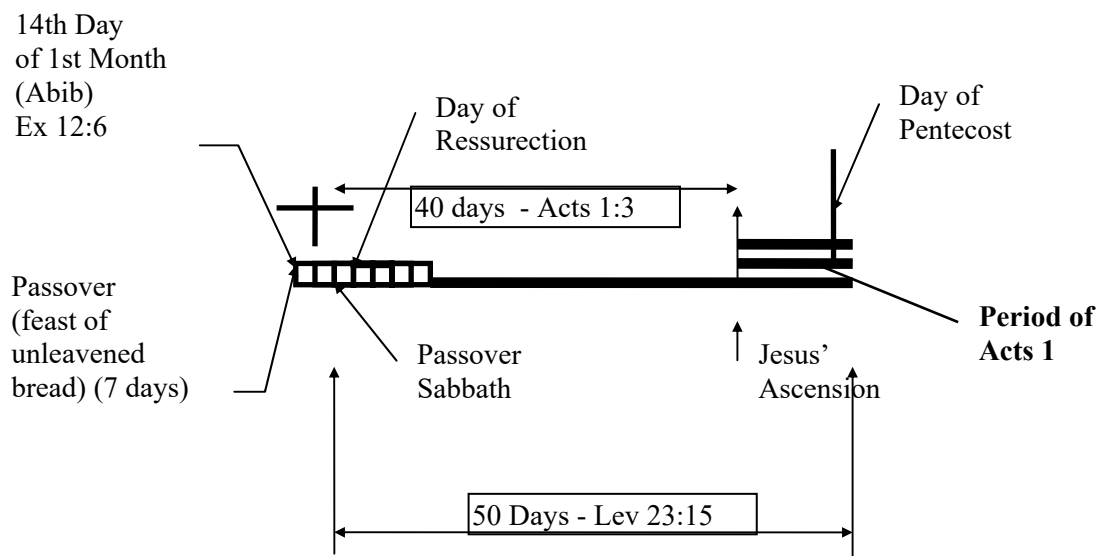 14th Day
of 1st Month
(Abib)
Ex 12:6
Day of
Ressurection
Day of
Pentecost
40 days - Acts 1:3
Passover
(feast of
unleavened
bread) (7 days)
Passover
Sabbath
Jesus’
Ascension
Period of
Acts 1
50 Days - Lev 23:15